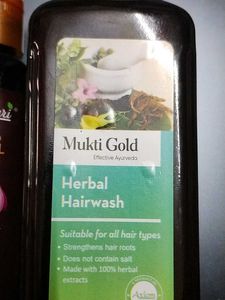 Mukti Gold
Effective Ayurveda
Herbal
Hairwash
Suitable for all hair types
• Strengthens hair roots
• Does not contain salt
• Made with 100% herbal
extracts
Axiom